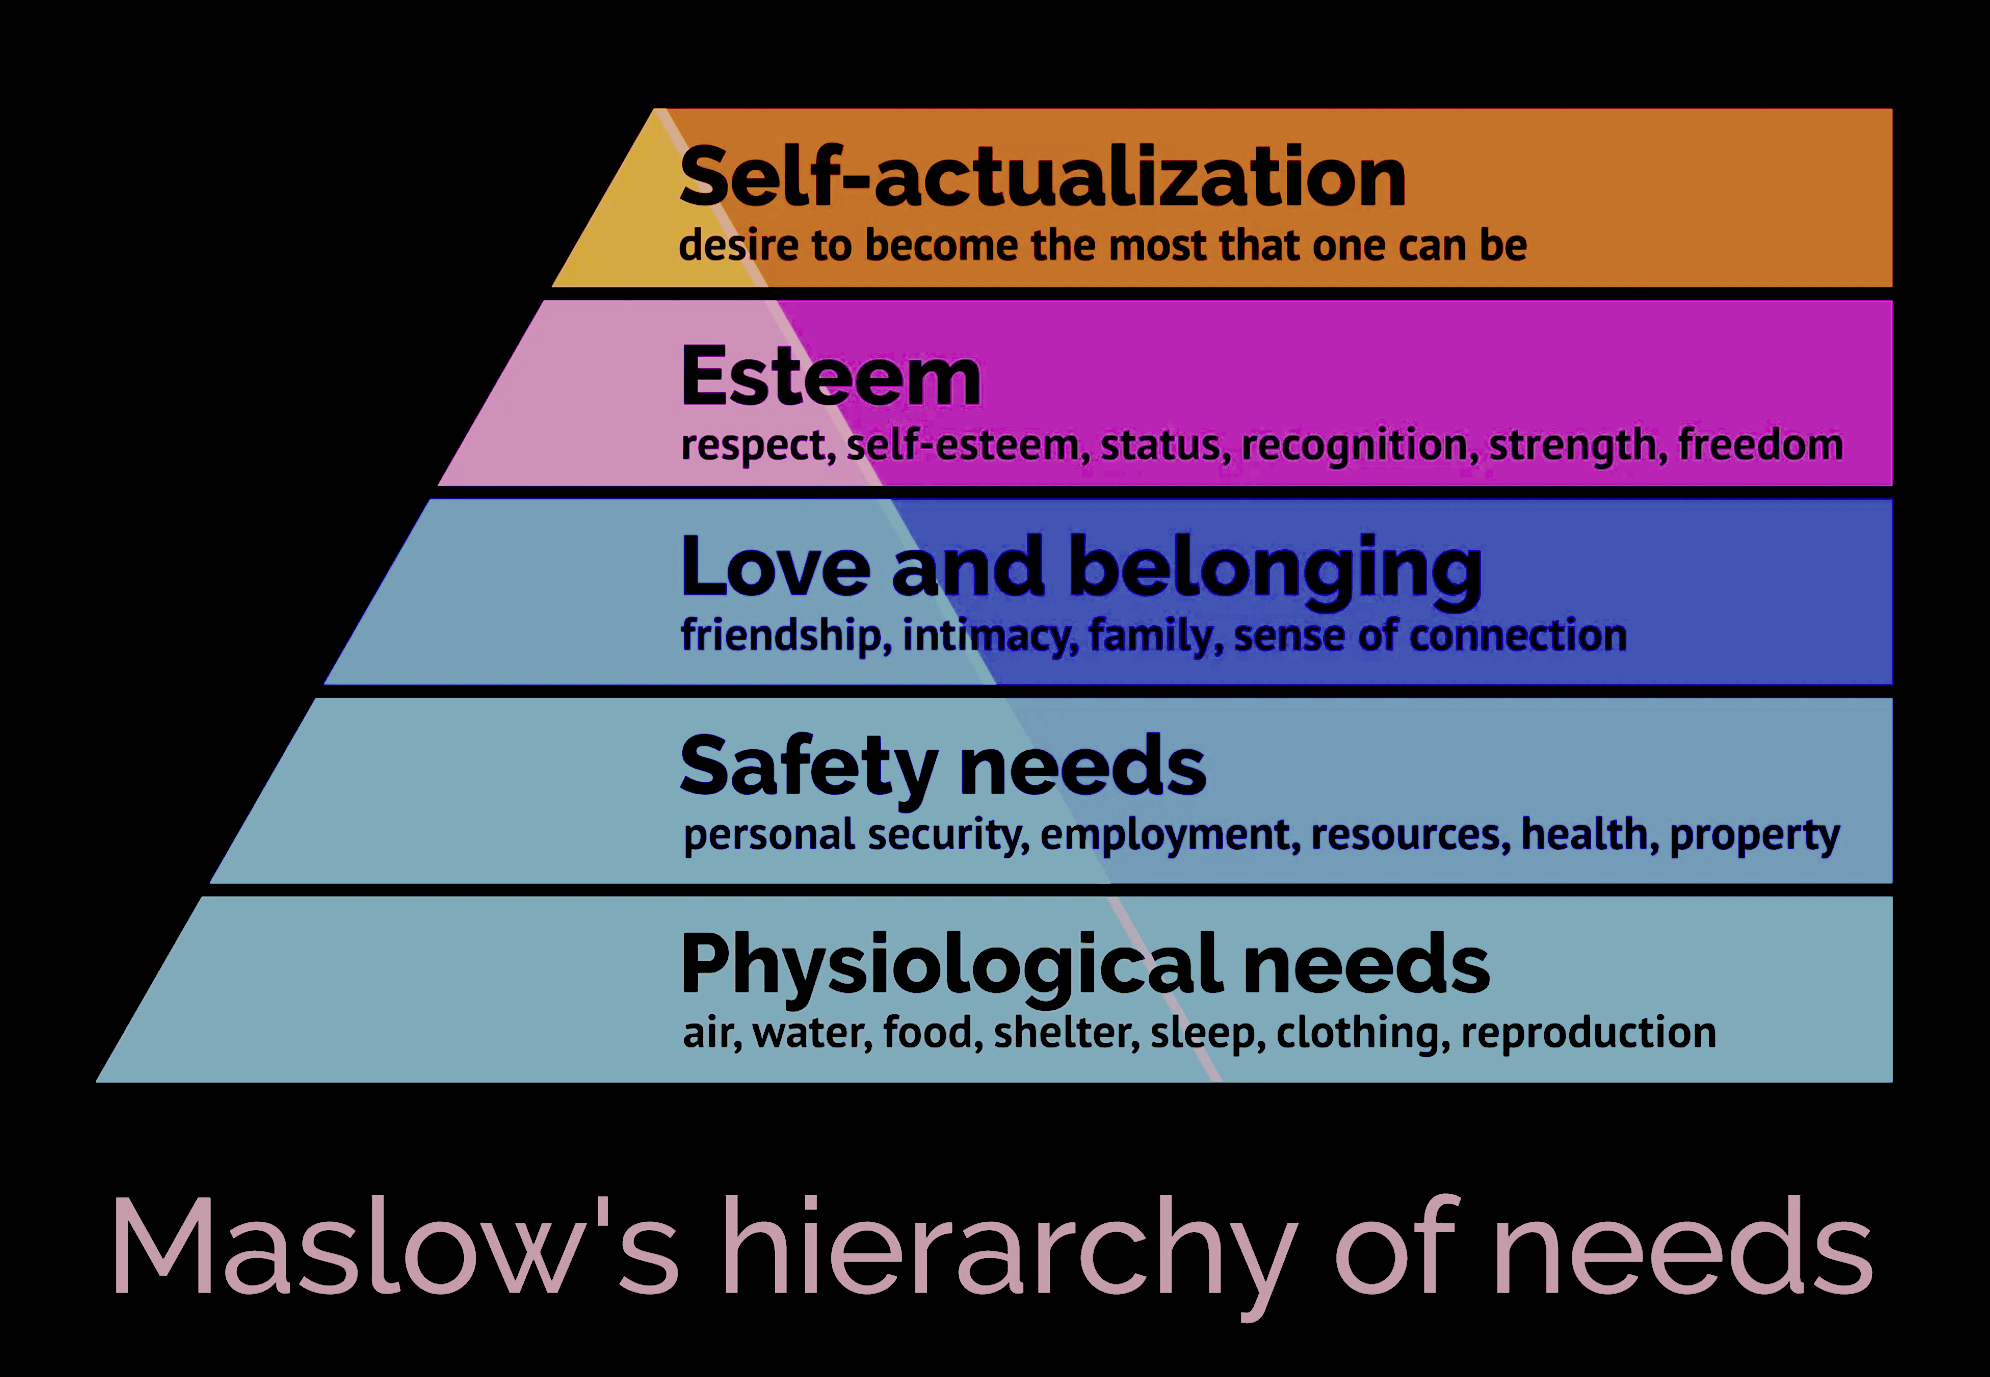 Self-actualization
desire to become the most that one can be
Esteem
respect, self-esteem, status, recognition, strength, freedom
Love and belonging
friendship, intimacy, family, sense of connection
Safety needs
personal security, employment, resources, health, property
Physiological needs
air, water, food, shelter, sleep, clothing, reproduction
Maslow's hierarchy of needs